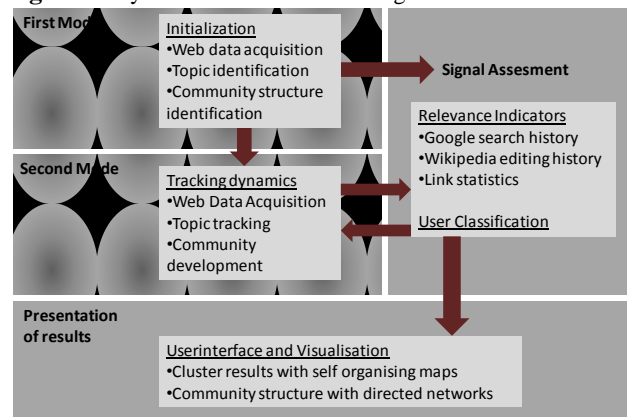 First Mode
Initialization
•Web data acquisition
•Topic identification
•Community structure
identification
Signal Assesment
Relevance Indicators
•Google search history
•Wikipedia editing history
•Link statistics
User Classification
Second Mode
Tracking dynamics
•Web Data Acquisition
•Topic tracking
•Community
development
Presentation
of results
Userinterface and Visualisation
•Cluster results with self organising maps
•Community structure with directed networks